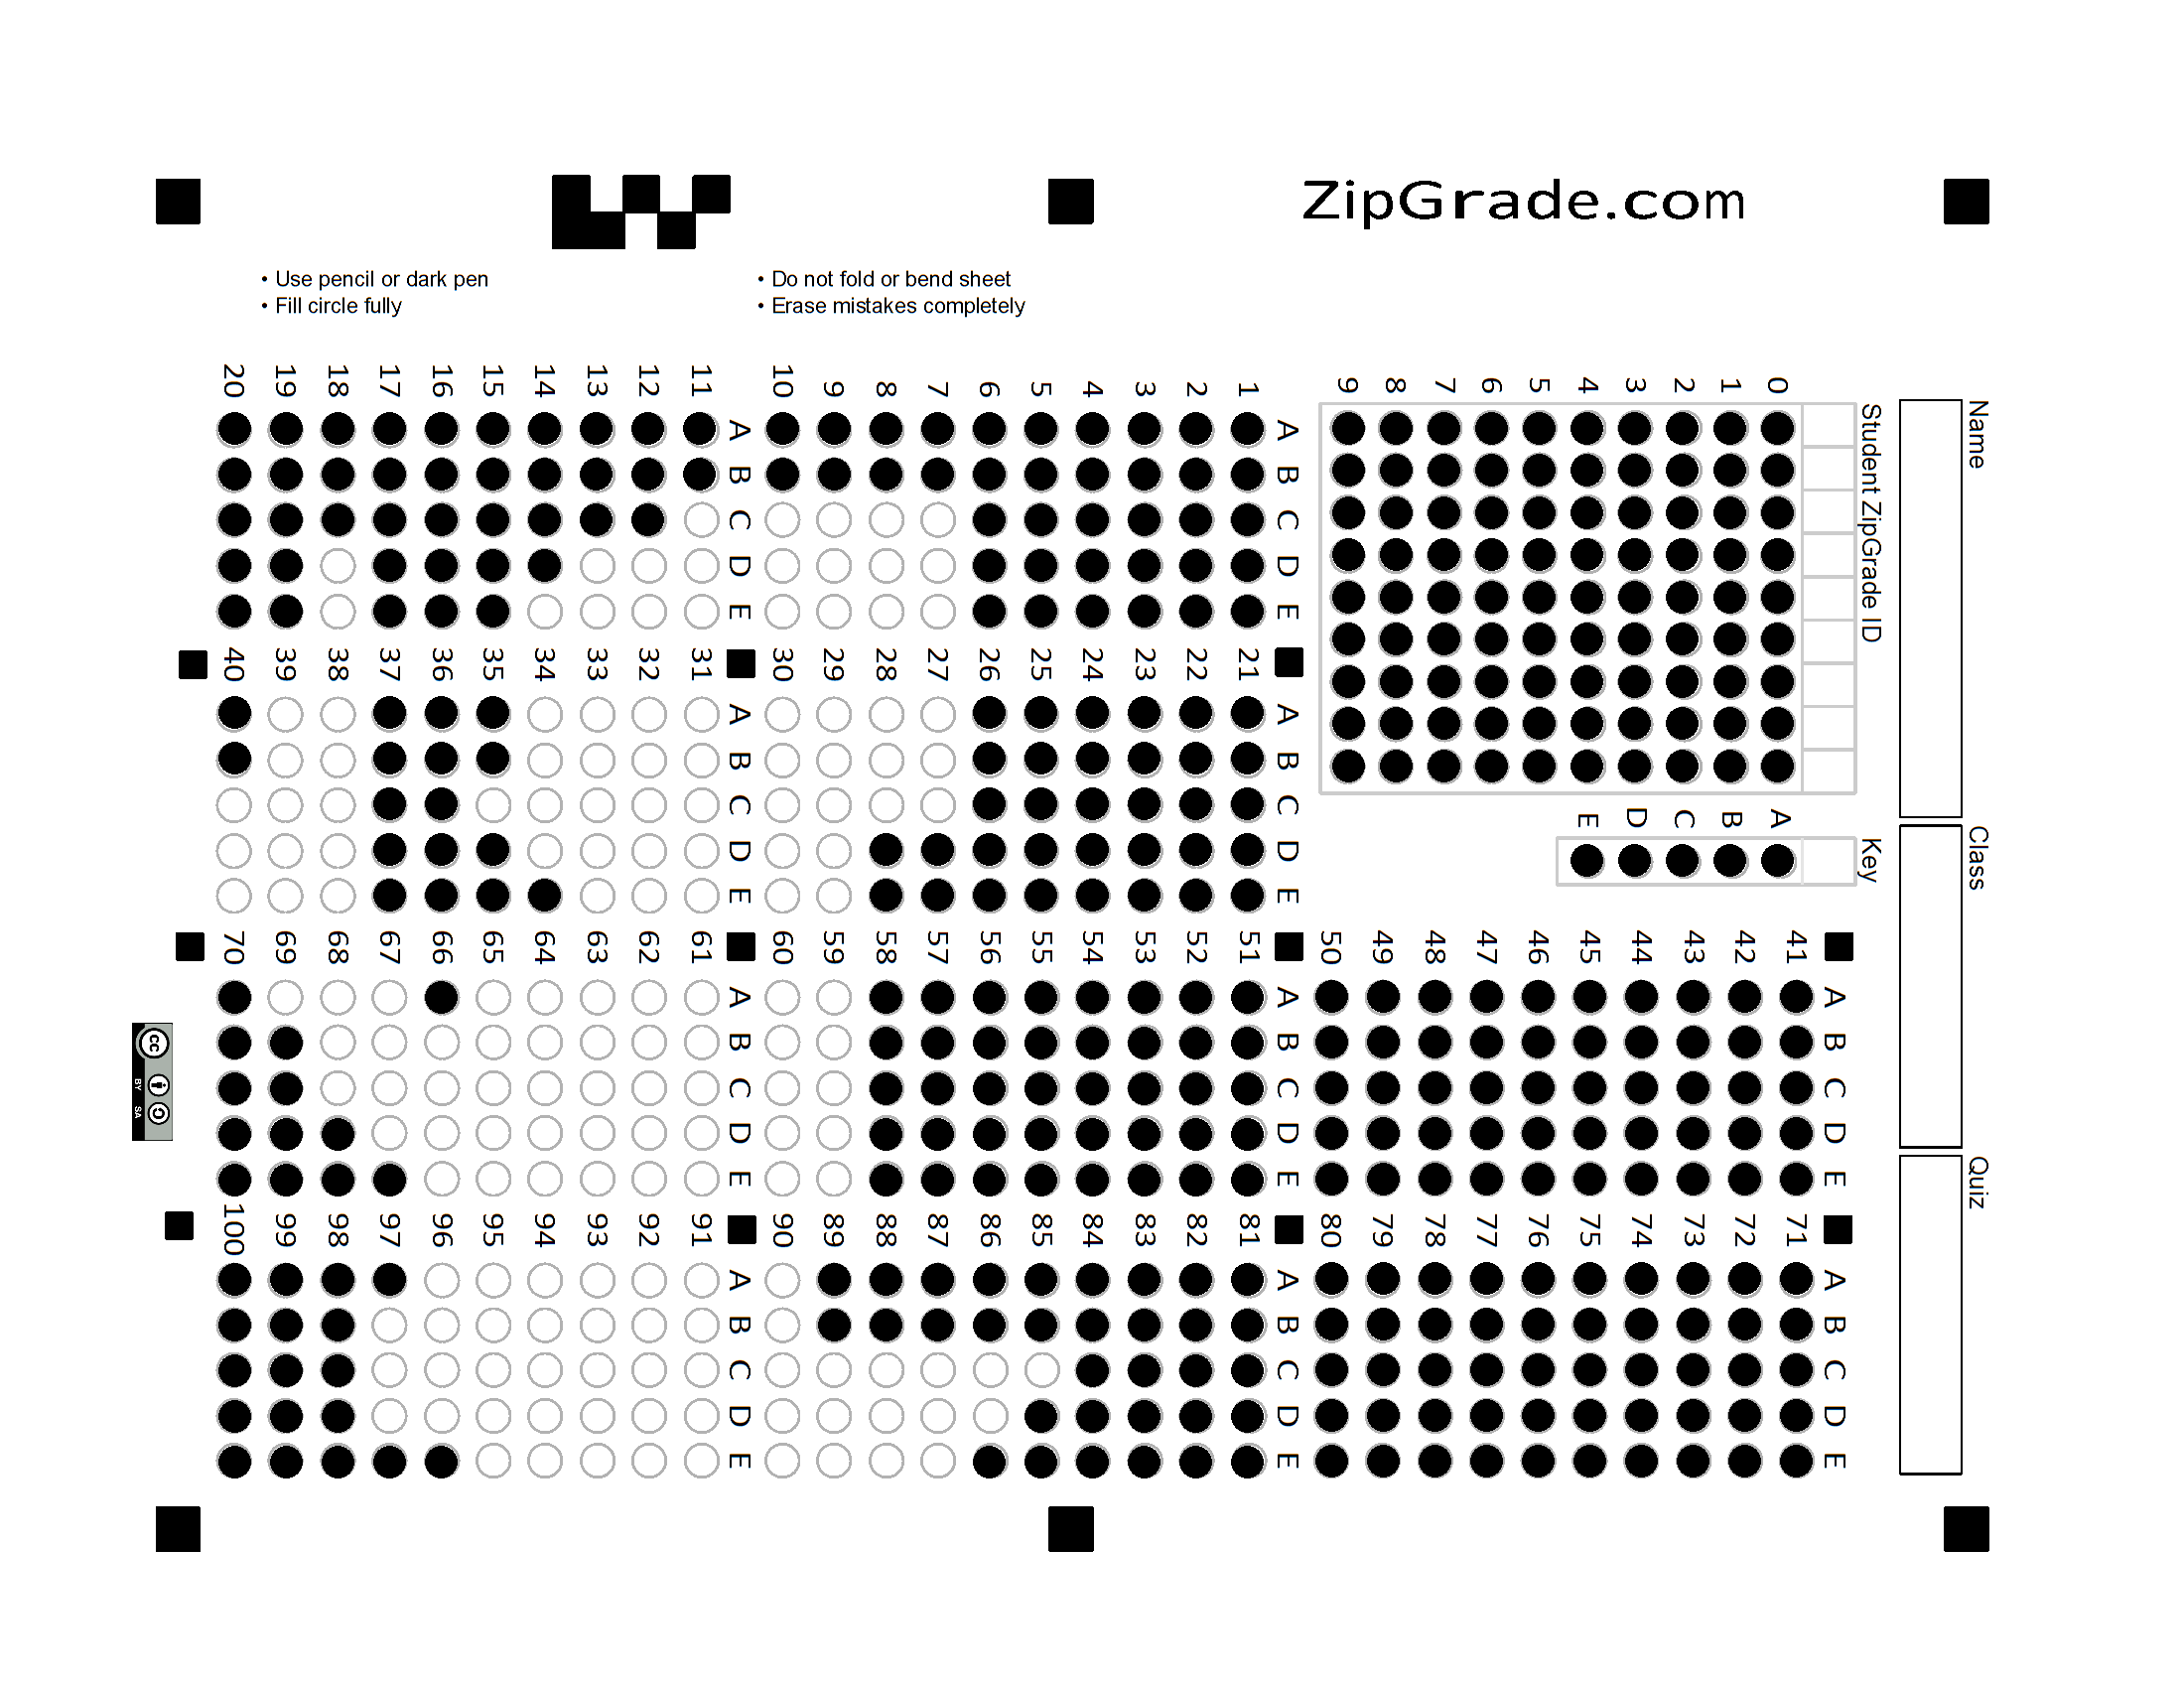 ZipGrade.com
• Use pencil or dark pen
• Fill circle fully
• Do not fold or bend sheet
• Erase mistakes completely
Name
Class
Quiz
Student ZipGrade ID
0 1 2 3 4 5 6 7 8 9
Key
A B C D E
A B C D E
1 2 3 4 5 6 7 8 9 10
A B C D E
11 12 13 14 15 16 17 18 19 20
21 22 23 24 25 26 27 28 29 30
A B C D E
31 32 33 34 35 36 37 38 39 40
A B C D E
41 42 43 44 45 46 47 48 49 50
A B C D E
51 52 53 54 55 56 57 58 59 60
A B C D E
61 62 63 64 65 66 67 68 69 70
A B C D E
71 72 73 74 75 76 77 78 79 80
A B C D E
81 82 83 84 85 86 87 88 89 90
A B C D E
91 92 93 94 95 96 97 98 99 100
A B C D E
cc
BY SA